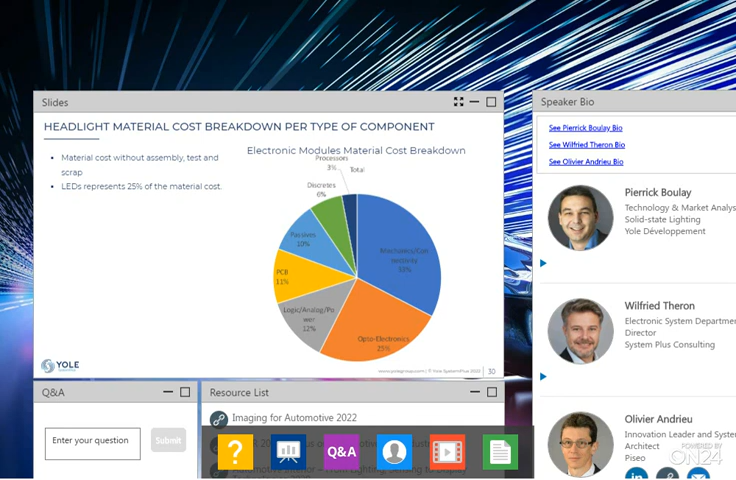 Slides
HEADLIGHT MATERIAL COST BREAKDOWN PER TYPE OF COMPONENT
• Material cost without assembly, test and
scrap
• LEDs represents 25% of the material cost.
Electronic Modules Material Cost Breakdown
Processors
3%
Total
Discretes
6%
Passives
10%
PCB
11%
Logic/Analog/Po
wer
12%
Opto-Electronics
25%
YOLE
30
Speaker Bio
See Pierrick Boulay Bio
See Wilfried Theron Bio
See Olivier Andrieu Bio
Pierrick Boulay
Technology & Market Analys
Solid-state Lighting
Yole Développement
Wilfried Theron
Electronic System Departme
Director
System Plus Consulting
Olivier Andrieu
Innovation Leader and Syste
Architect
Piseo
POWERED BY
ON24
Q&A
Enter your question
Submit
Resource List
Imaging for Automotive 2022
?
Q&A
in